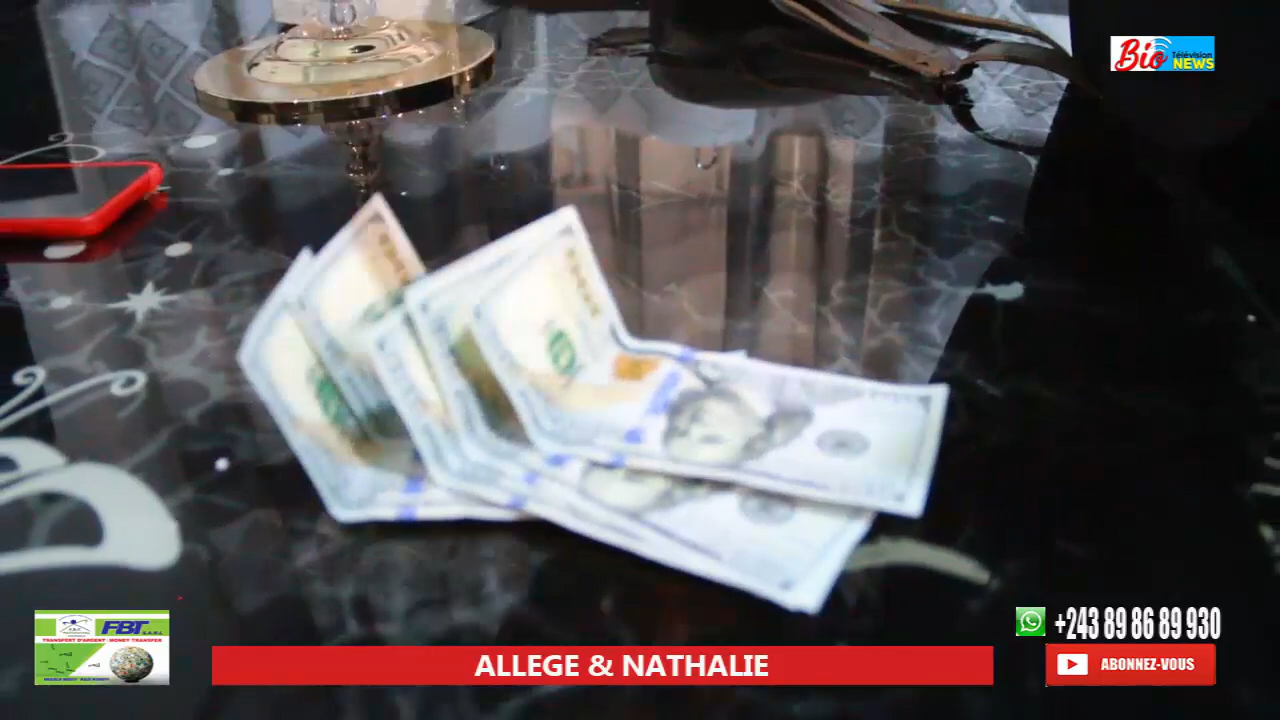 Bio Télévision
NEWS
FBT S.A.R.L
TRANSFERT D'ARGENT - MONEY TRANSFER
ALLEGE & NATHALIE
+243 89 86 89 930
ABONNEZ-VOUS